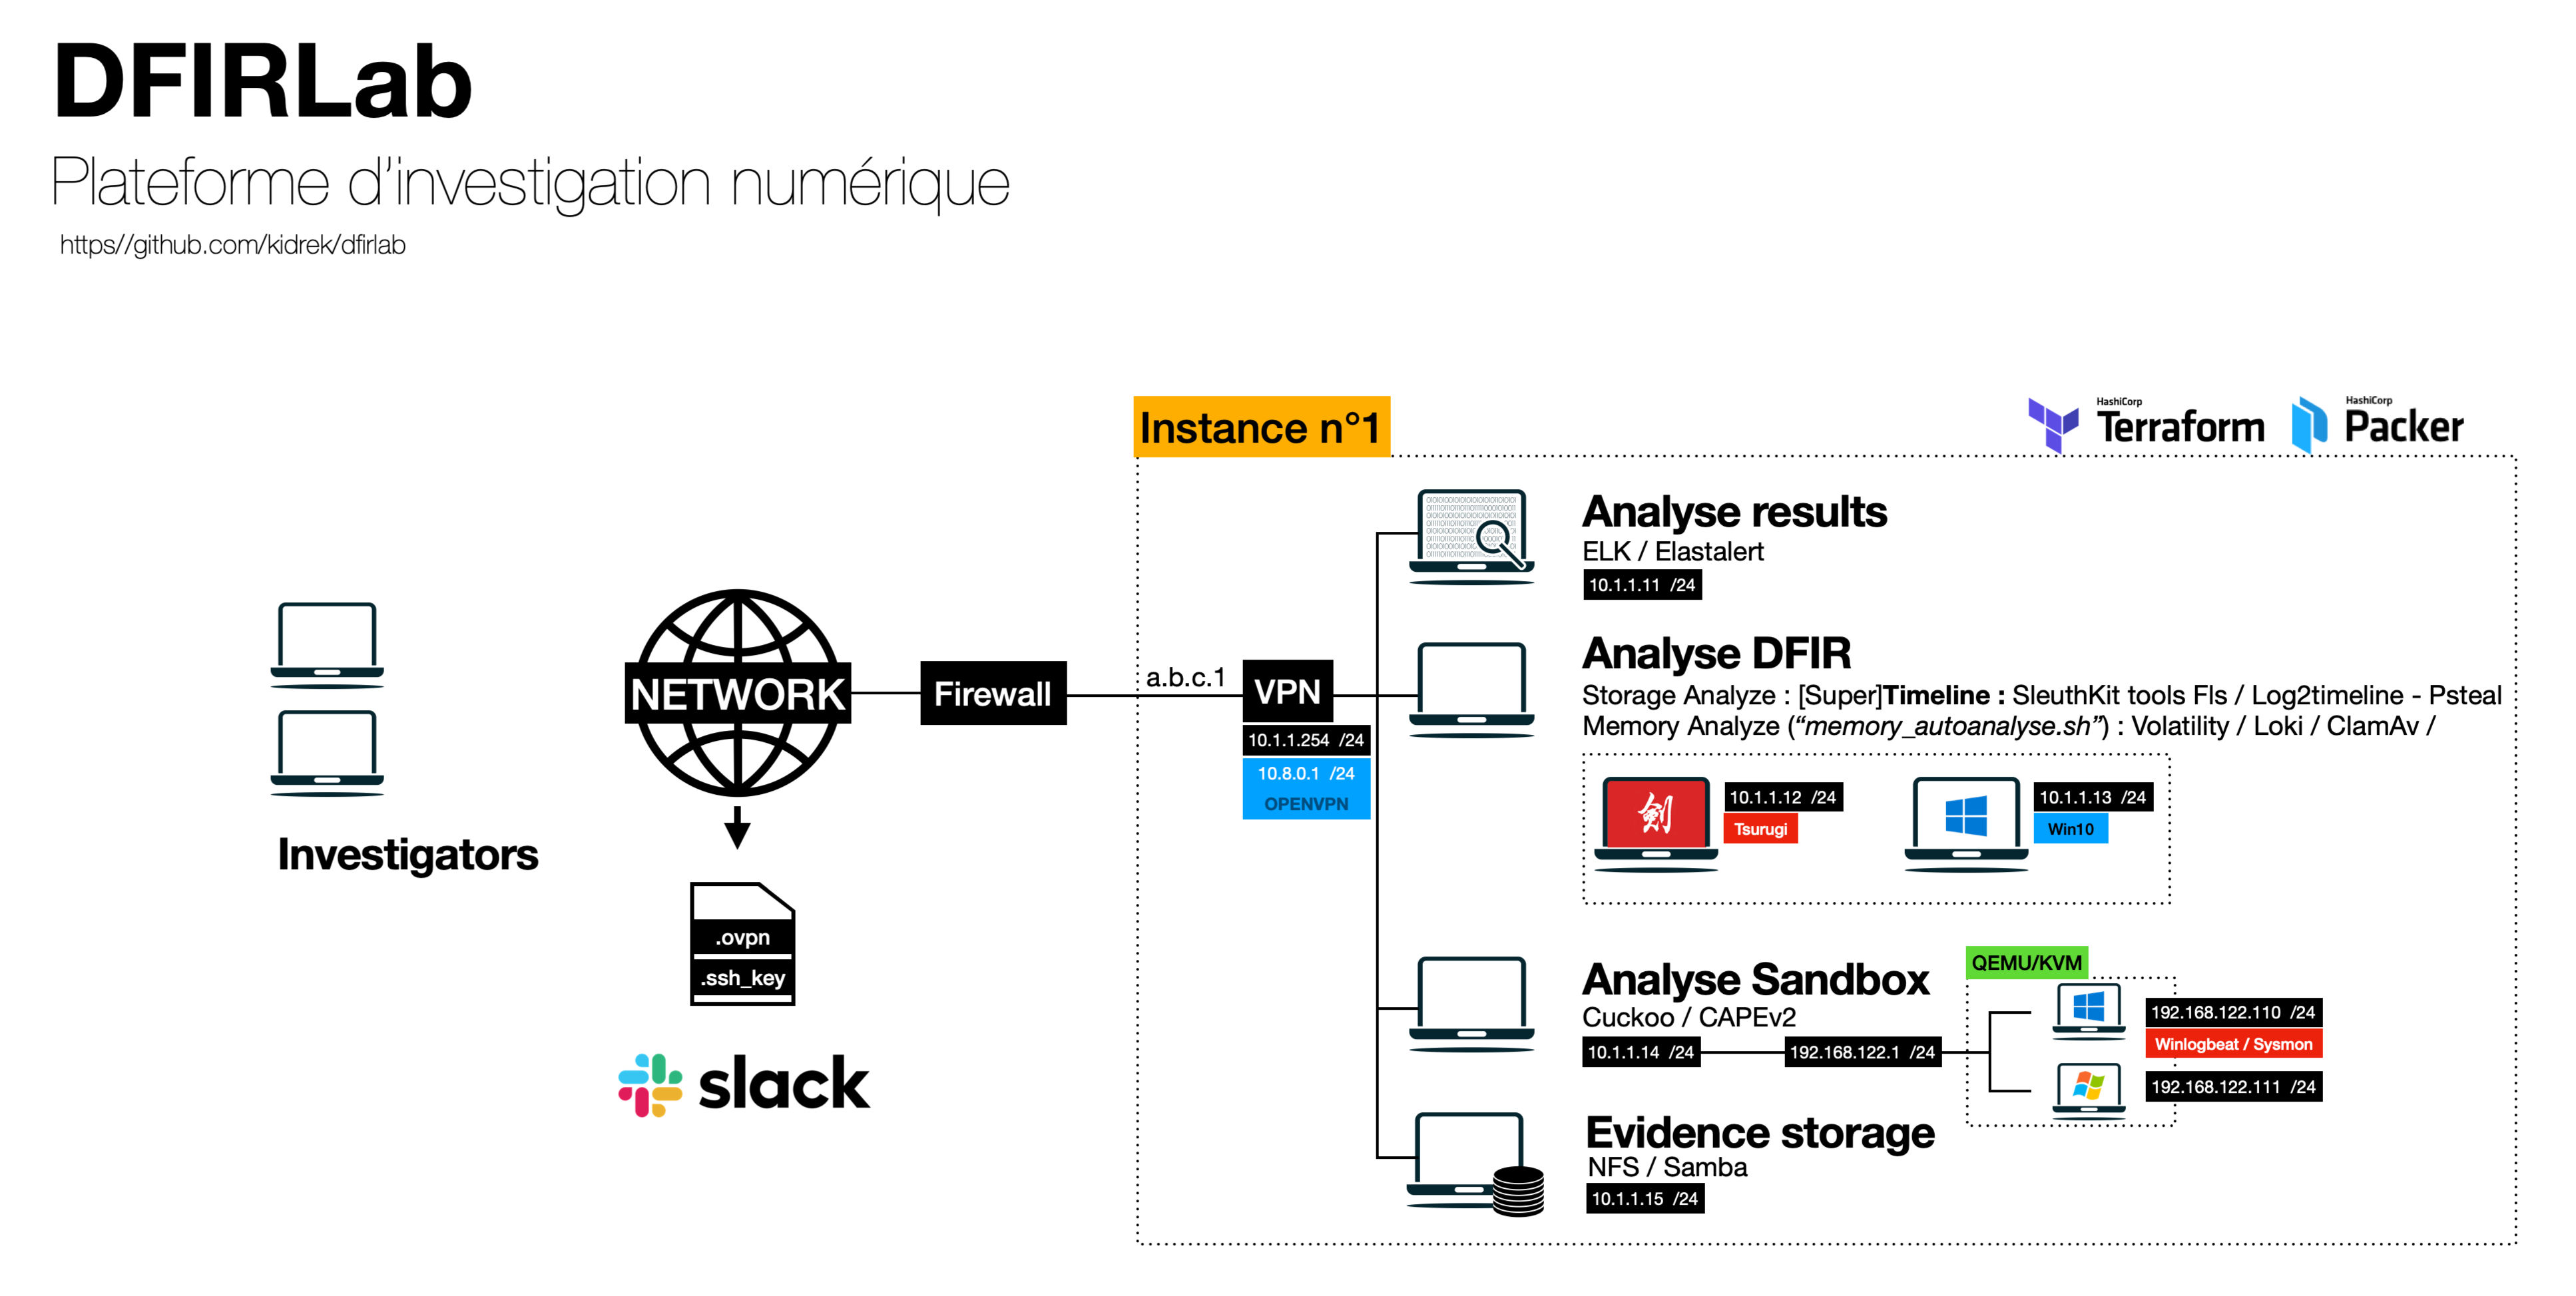 DFIRLab
Plateforme d'investigation numérique
https//github.com/kidrek/dfirlab
Instance n°1
HashiCorp
Terraform
HashiCorp
Packer
Analyse results
ELK / Elastalert
10.1.1.11 /24
Analyse DFIR
Storage Analyze : [Super]Timeline : SleuthKit tools Fls / Log2timeline - Psteal
Memory Analyze (“memory_autoanalyse.sh”) : Volatility / Loki / ClamAv /
10.1.1.12 /24
Tsurugi
10.1.1.13 /24
Win10
剣
NETWORK
Firewall
a.b.c.1
VPN
10.1.1.254 /24
10.8.0.1 /24
OPENVPN
Investigators
.ovpn
.ssh_key
slack
Analyse Sandbox
Cuckoo / CAPEv2
10.1.1.14 /24
192.168.122.1 /24
QEMU/KVM
192.168.122.110 /24
Winlogbeat / Sysmon
192.168.122.111 /24
Evidence storage
NFS / Samba
10.1.1.15 /24